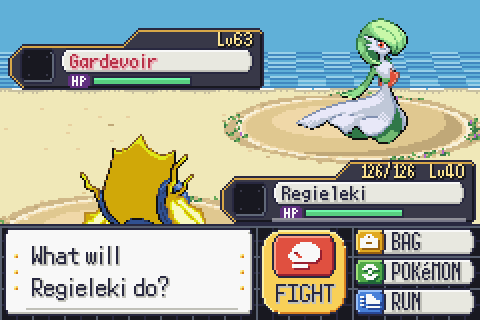 Lv63
Gardevoir
HP
126/126 Lv40
Regieleki
HP
What will
Regieleki do?
FIGHT
BAG
POKéMON
RUN